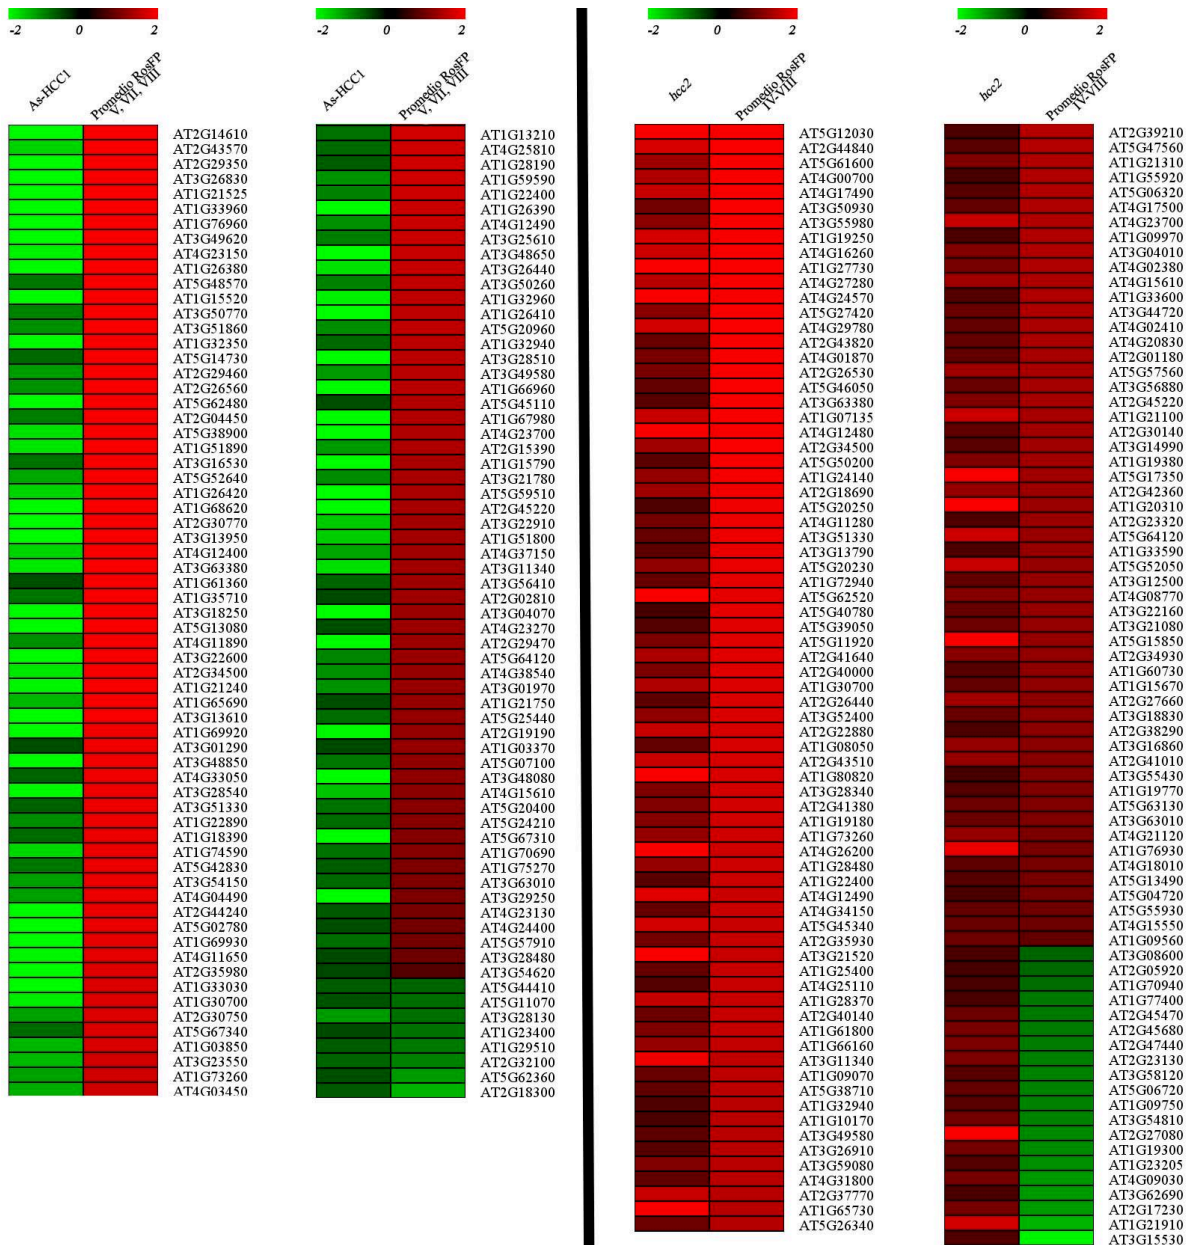 -2 0 2
As-HCC1
Promedio RosFP
V, VII, VIII
AT2G14610
AT2G43570
AT2G29350
AT3G26830
AT1G21525
AT1G33960
AT1G76960
AT3G49620
AT4G23150
AT1G26380
AT5G48570
AT1G15520
AT3G50770
AT3G51860
AT1G32350
AT5G14730
AT2G29460
AT2G26560
AT5G62480
AT2G04450
AT5G38900
AT1G51890
AT3G16530
AT5G52640
AT1G26420
AT1G68620
AT2G30770
AT3G13950
AT4G12400
AT3G63380
AT1G61360
AT1G35710
AT3G18250
AT5G13080
AT4G11890
AT3G22600
AT2G34500
AT1G21240
AT1G65690
AT3G13610
AT1G69920
AT3G01290
AT3G48850
AT4G33050
AT3G28540
AT3G51330
AT1G22890
AT1G18390
AT1G74590
AT5G42830
AT3G54150
AT4G04490
AT2G44240
AT5G02780
AT1G69930
AT4G11650
AT2G35980
AT1G33030
AT1G30700
AT2G30750
AT5G67340
AT1G03850
AT3G23550
AT1G73260
AT4G03450
-2 0 2
As-HCC1
Promedio RosFP
V, VII, VIII
AT1G13210
AT4G25810
AT1G28190
AT1G59590
AT1G22400
AT1G26390
AT4G12490
AT3G25610
AT3G48650
AT3G26440
AT3G50260
AT1G32960
AT1G26410
AT5G20960
AT1G32940
AT3G28510
AT3G49580
AT1G66960
AT5G45110
AT1G67980
AT4G23700
AT2G15390
AT1G15790
AT3G21780
AT5G59510
AT2G45220
AT3G22910
AT1G51800
AT4G37150
AT3G11340
AT3G56410
AT2G02810
AT3G04070
AT4G23270
AT2G29470
AT5G64120
AT4G38540
AT3G01970
AT1G21750
AT5G25440
AT2G19190
AT1G03370
AT5G07100
AT3G48080
AT4G15610
AT5G20400
AT5G24210
AT5G67310
AT1G70690
AT1G75270
AT3G63010
AT3G29250
AT4G23130
AT4G24400
AT5G57910
AT3G28480
AT3G54620
AT5G44410
AT5G11070
AT3G28130
AT1G23400
AT1G29510
AT2G32100
AT5G62360
AT2G18300
-2 0 2
hcc2
Promedio RosFP
IV-VIII
AT5G12030
AT2G44840
AT5G61600
AT4G00700
AT4G17490
AT3G50930
AT3G55980
AT1G19250
AT4G16260
AT1G27730
AT4G27280
AT4G24570
AT5G27420
AT4G29780
AT2G43820
AT4G01870
AT2G26530
AT5G46050
AT3G63380
AT1G07135
AT4G12480
AT2G34500
AT5G50200
AT1G24140
AT2G18690
AT5G20250
AT4G11280
AT3G51330
AT3G13790
AT5G20230
AT1G72940
AT5G62520
AT5G40780
AT5G39050
AT5G11920
AT2G41640
AT2G40000
AT1G30700
AT2G26440
AT3G52400
AT2G22880
AT1G08050
AT2G43510
AT1G80820
AT3G28340
AT2G41380
AT1G19180
AT1G73260
AT4G26200
AT1G28480
AT1G22400
AT4G12490
AT4G34150
AT5G45340
AT2G35930
AT3G21520
AT1G25400
AT4G25110
AT1G28370
AT2G40140
AT1G61800
AT1G66160
AT3G11340
AT1G09070
AT5G38710
AT1G32940
AT1G10170
AT3G49580
AT3G26910
AT3G59080
AT4G31800
AT2G37770
AT1G65730
AT5G26340
-2 0 2
hcc2
Promedio RosFP
IV-VIII
AT2G39210
AT5G47560
AT1G21310
AT1G55920
AT5G06320
AT4G17500
AT4G23700
AT1G09970
AT3G04010
AT4G02380
AT4G15610
AT1G33600
AT3G44720
AT4G02410
AT4G20830
AT2G01180
AT5G57560
AT3G56880
AT2G45220
AT1G21100
AT2G30140
AT3G14990
AT1G19380
AT5G17350
AT2G42360
AT1G20310
AT2G23320
AT5G64120
AT1G33590
AT5G52050
AT3G12500
AT4G08770
AT3G22160
AT3G21080
AT5G15850
AT2G34930
AT1G60730
AT1G15670
AT2G27660
AT3G18830
AT2G38290
AT3G16860
AT2G41010
AT3G55430
AT1G19770
AT5G63130
AT3G63010
AT4G21120
AT1G76930
AT4G18010
AT5G13490
AT5G04720
AT5G55930
AT4G15550
AT1G09560
AT3G08600
AT2G05920
AT1G70940
AT1G77400
AT2G45470
AT2G45680
AT2G47440
AT2G23130
AT3G58120
AT5G06720
AT1G09750
AT3G54810
AT2G27080
AT1G19300
AT1G23205
AT4G09030
AT3G62690
AT2G17230
AT1G21910
AT3G15530